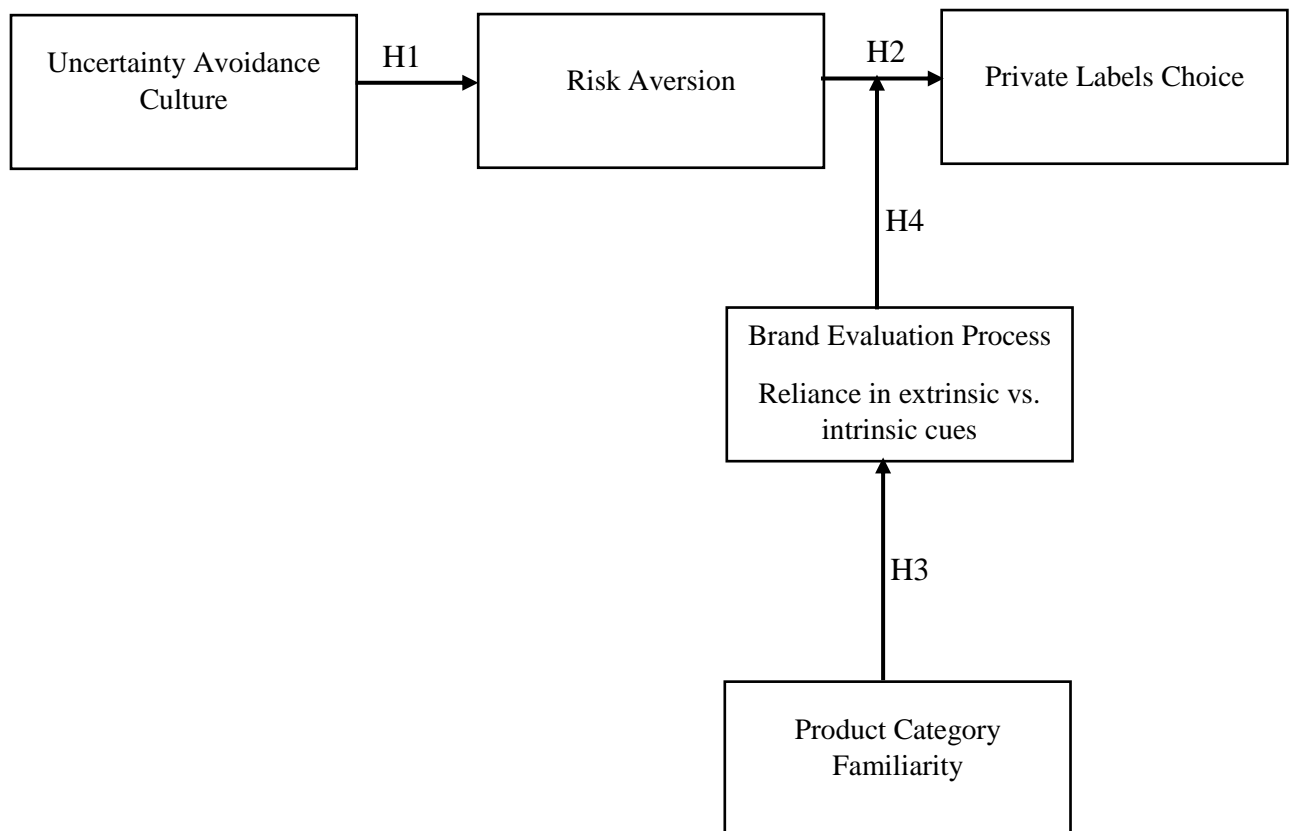 Uncertainty Avoidance
Culture
H1
Risk Aversion
H2
Private Labels Choice
H4
Brand Evaluation Process
Reliance in extrinsic vs.
intrinsic cues
H3
Product Category
Familiarity